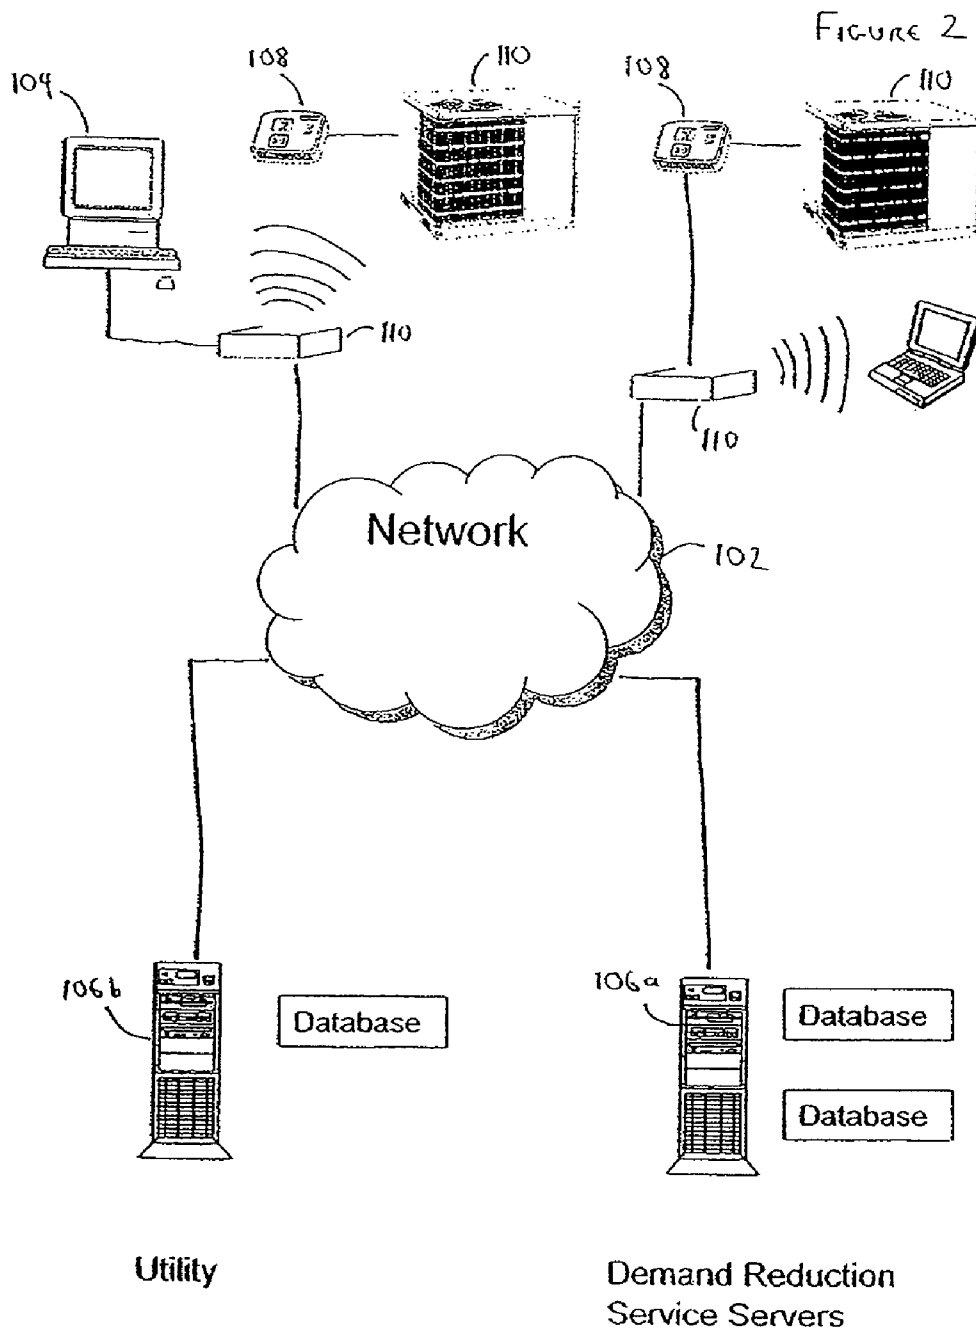 FIGURE 2
104
108
110
108
110
110
110
Network
102
106b
Database
106a
Database
Database
Utility
Demand Reduction
Service Servers